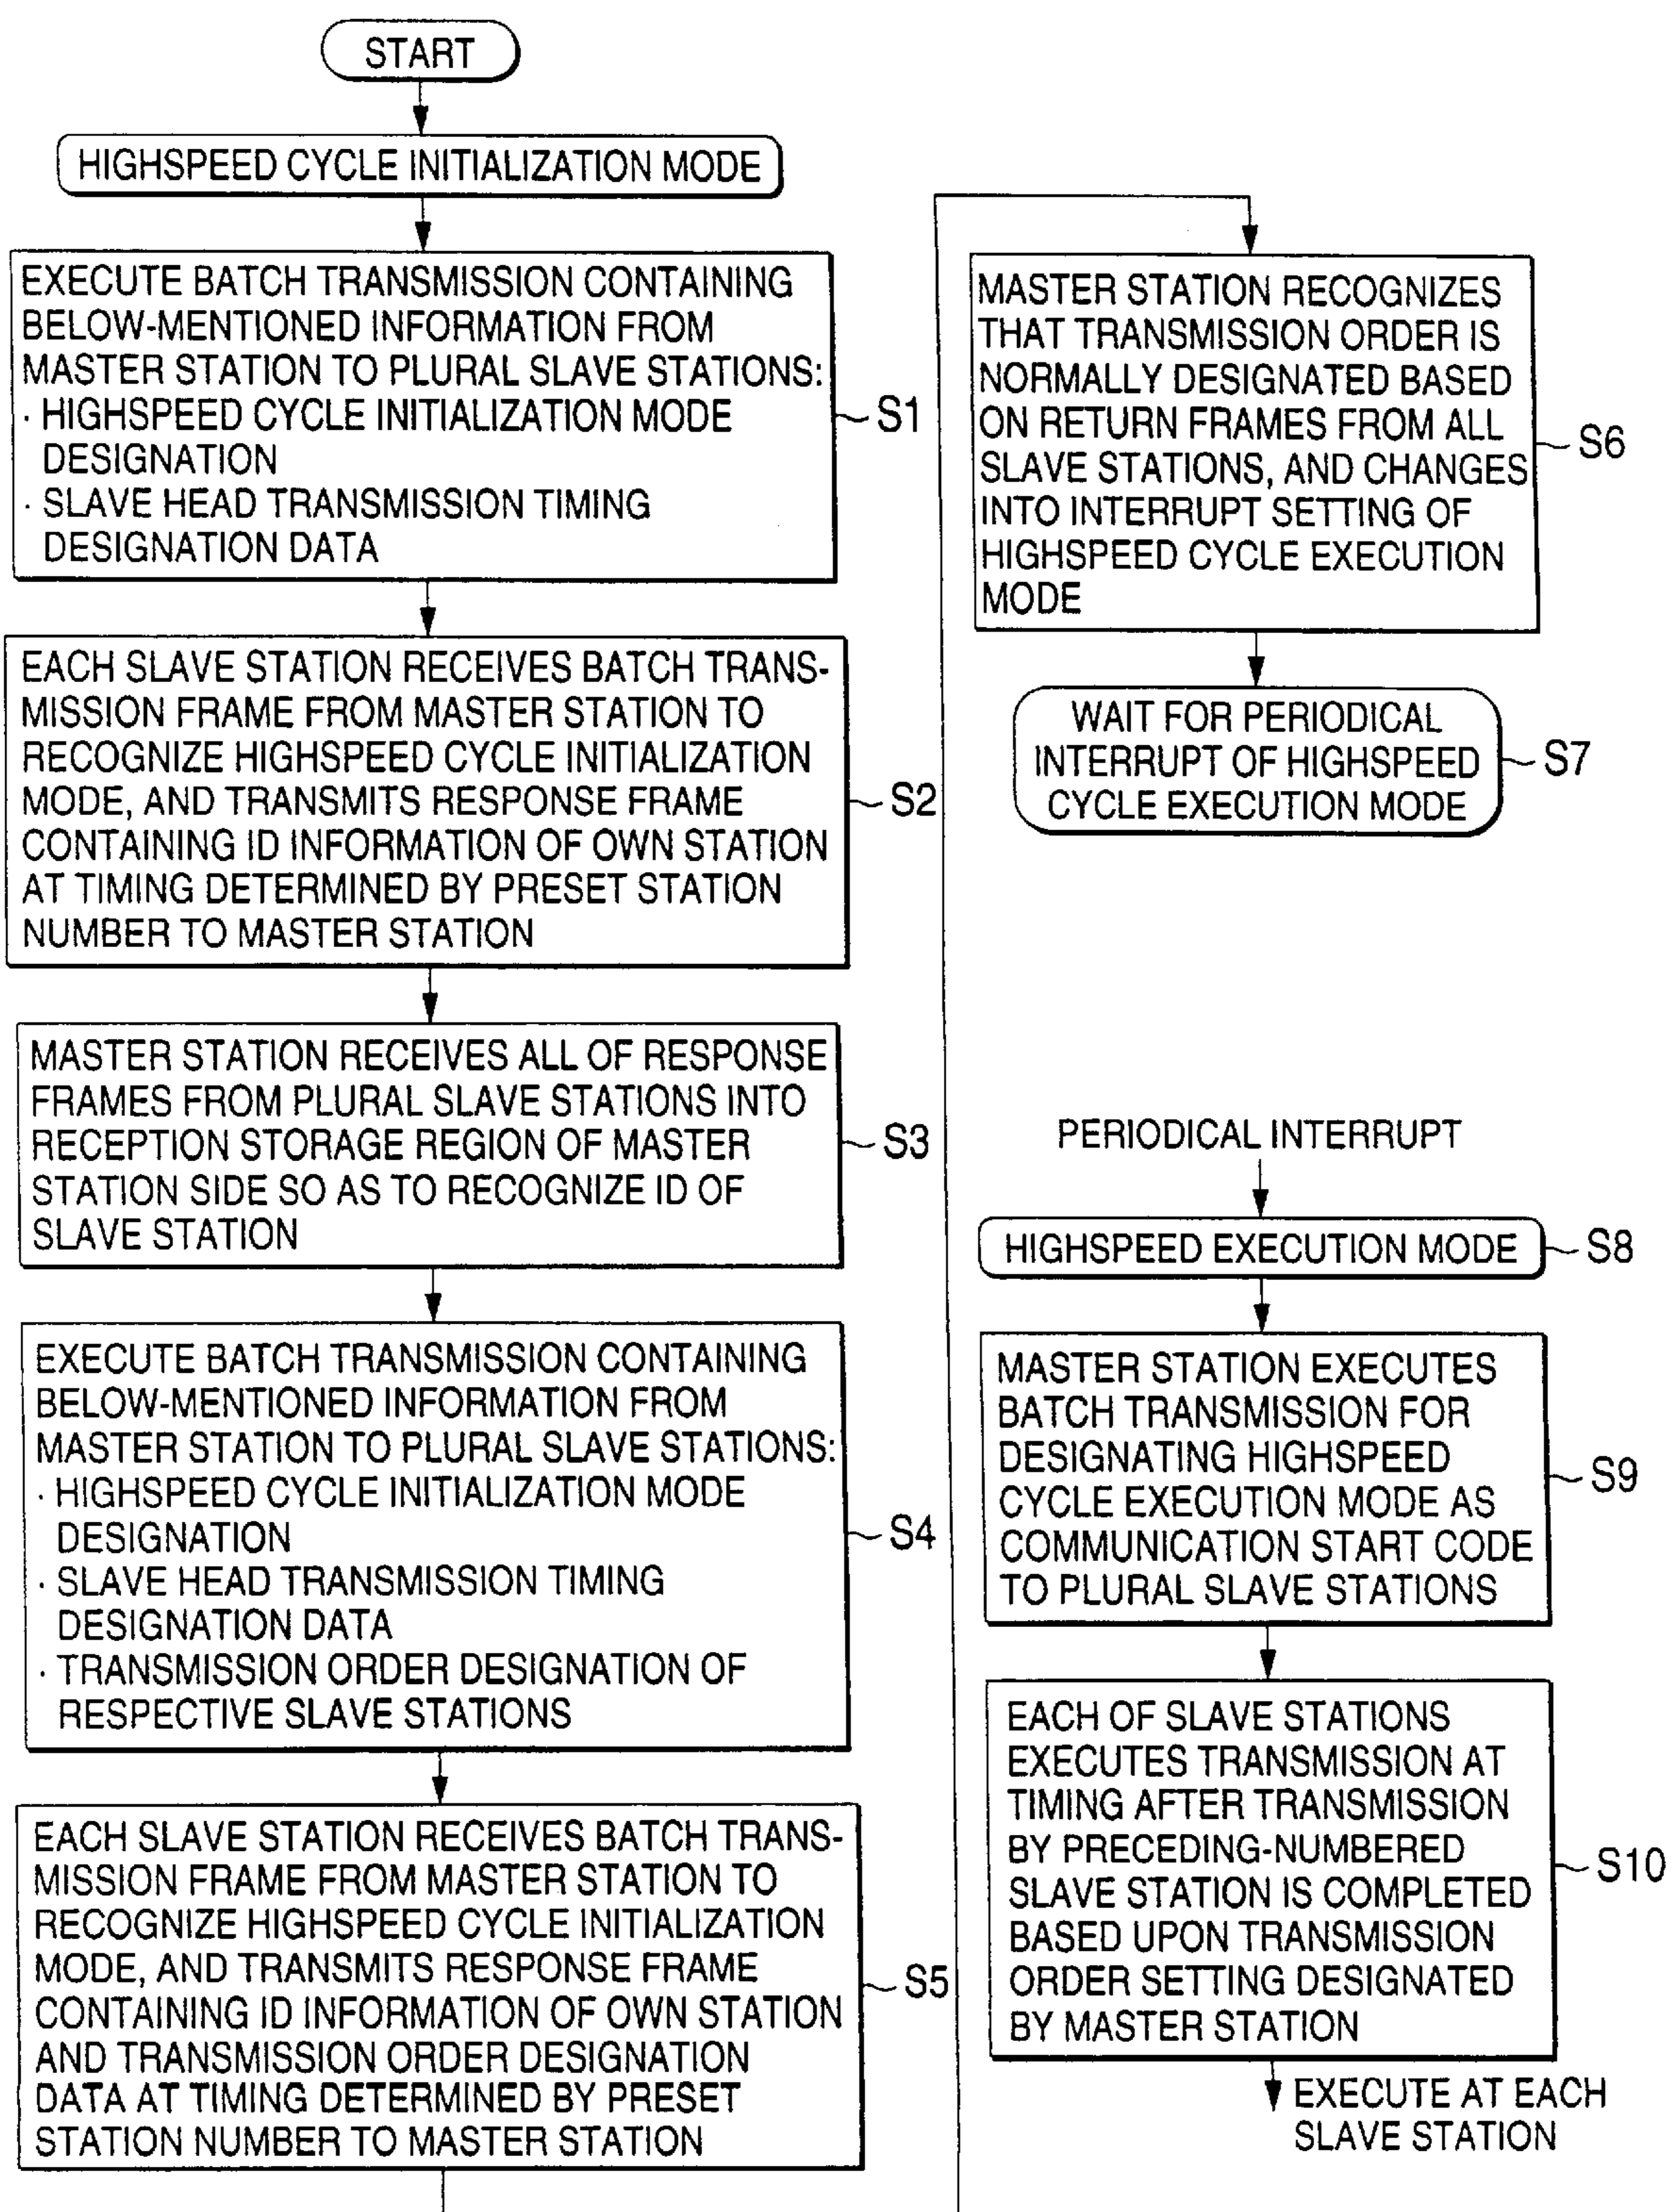 START
HIGHSPEED CYCLE INITIALIZATION MODE
EXECUTE BATCH TRANSMISSION CONTAINING
BELOW-MENTIONED INFORMATION FROM
MASTER STATION TO PLURAL SLAVE STATIONS:
· HIGHSPEED CYCLE INITIALIZATION MODE
DESIGNATION
· SLAVE HEAD TRANSMISSION TIMING
DESIGNATION DATA
S1
EACH SLAVE STATION RECEIVES BATCH TRANS-
MISSION FRAME FROM MASTER STATION TO
RECOGNIZE HIGHSPEED CYCLE INITIALIZATION
MODE, AND TRANSMITS RESPONSE FRAME
CONTAINING ID INFORMATION OF OWN STATION
AT TIMING DETERMINED BY PRESET STATION
NUMBER TO MASTER STATION
S2
MASTER STATION RECEIVES ALL OF RESPONSE
FRAMES FROM PLURAL SLAVE STATIONS INTO
RECEPTION STORAGE REGION OF MASTER
STATION SIDE SO AS TO RECOGNIZE ID OF
SLAVE STATION
S3
EXECUTE BATCH TRANSMISSION CONTAINING
BELOW-MENTIONED INFORMATION FROM
MASTER STATION TO PLURAL SLAVE STATIONS:
· HIGHSPEED CYCLE INITIALIZATION MODE
DESIGNATION
· SLAVE HEAD TRANSMISSION TIMING
DESIGNATION DATA
· TRANSMISSION ORDER DESIGNATION OF
RESPECTIVE SLAVE STATIONS
S4
EACH SLAVE STATION RECEIVES BATCH TRANS-
MISSION FRAME FROM MASTER STATION TO
RECOGNIZE HIGHSPEED CYCLE INITIALIZATION
MODE, AND TRANSMITS RESPONSE FRAME
CONTAINING ID INFORMATION OF OWN STATION
AND TRANSMISSION ORDER DESIGNATION
DATA AT TIMING DETERMINED BY PRESET
STATION NUMBER TO MASTER STATION
S5
MASTER STATION RECOGNIZES
THAT TRANSMISSION ORDER IS
NORMALLY DESIGNATED BASED
ON RETURN FRAMES FROM ALL
SLAVE STATIONS, AND CHANGES
INTO INTERRUPT SETTING OF
HIGHSPEED CYCLE EXECUTION
MODE
S6
WAIT FOR PERIODICAL
INTERRUPT OF HIGHSPEED
CYCLE EXECUTION MODE
S7
PERIODICAL INTERRUPT
HIGHSPEED EXECUTION MODE
S8
MASTER STATION EXECUTES
BATCH TRANSMISSION FOR
DESIGNATING HIGHSPEED
CYCLE EXECUTION MODE AS
COMMUNICATION START CODE
TO PLURAL SLAVE STATIONS
S9
EACH OF SLAVE STATIONS
EXECUTES TRANSMISSION AT
TIMING AFTER TRANSMISSION
BY PRECEDING-NUMBERED
SLAVE STATION IS COMPLETED
BASED UPON TRANSMISSION
ORDER SETTING DESIGNATED
BY MASTER STATION
S10
EXECUTE AT EACH
SLAVE STATION